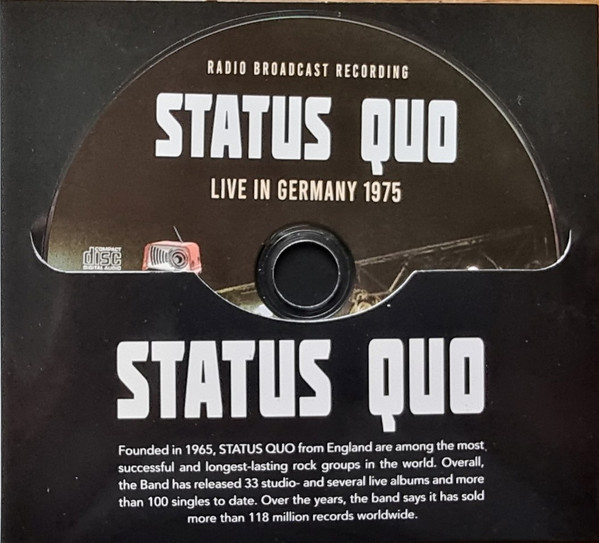 RADIO BROADCAST RECORDING
STATUS QUO
LIVE IN GERMANY 1975
COMPACT
disc
DIGITAL AUDIO
STATUS QUO
Founded in 1965, STATUS QUO from England are among the most
successful and longest-lasting rock groups in the world. Overall,
the Band has released 33 studio- and several live albums and more
than 100 singles to date. Over the years, the band says it has sold
more than 118 million records worldwide.